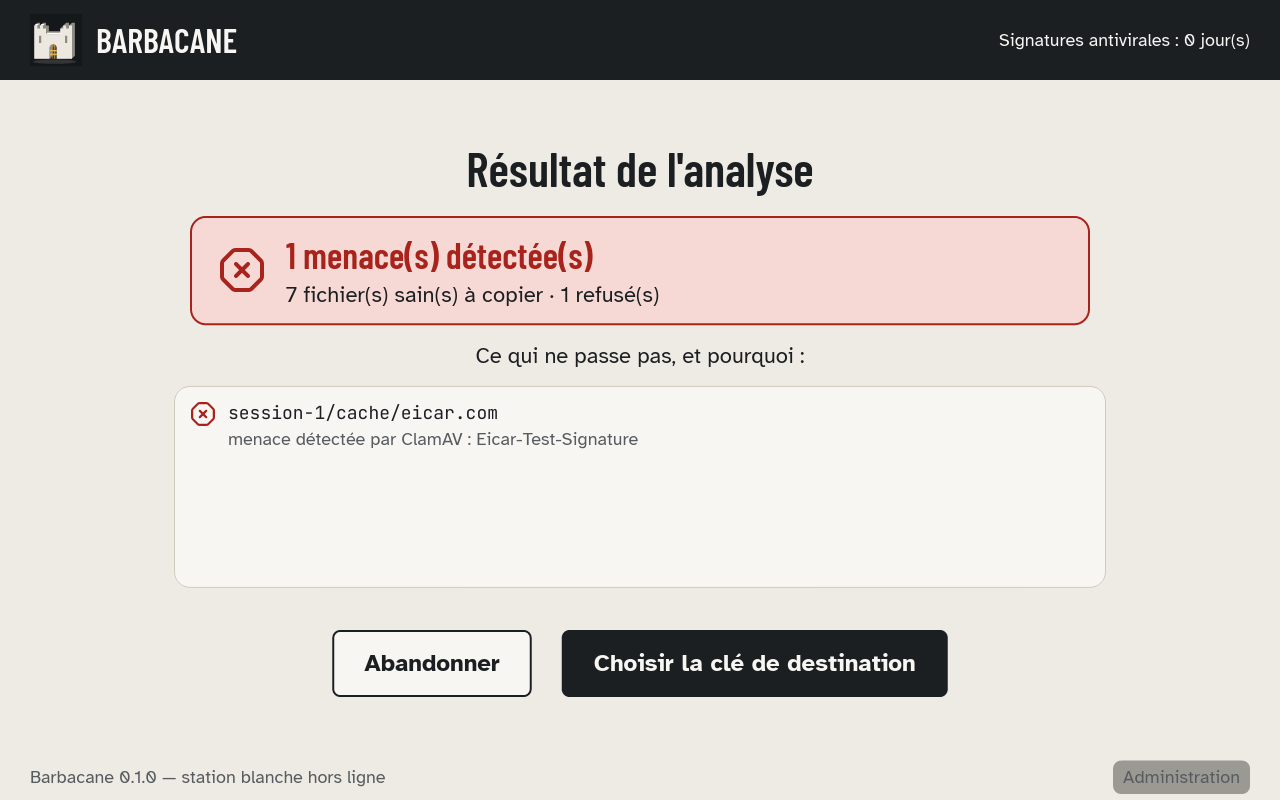 BARBACANE
Signatures antivirales : 0 jour(s)
Résultat de l'analyse
1 menace(s) détectée(s)
7 fichier(s) sain(s) à copier · 1 refusé(s)
Ce qui ne passe pas, et pourquoi :
session-1/cache/eicar.com
menace détectée par ClamAV : Eicar-Test-Signature
Abandonner
Choisir la clé de destination
Barbacane 0.1.0 — station blanche hors ligne
Administration